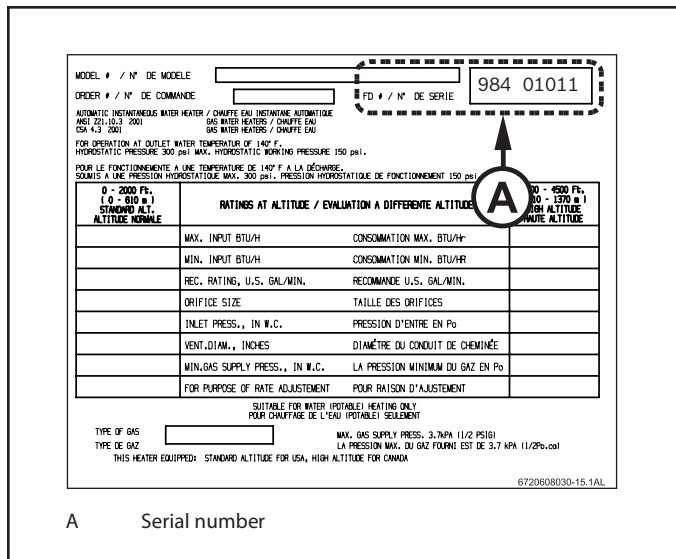 MODEL # / N° DE MODELE
984 01011
ORDER # / N° DE COMMANDE
FD # / N° DE SERIE
AUTOMATIC INSTANTANEOUS WATER HEATER / CHAUFFE EAU INSTANTANE AUTOMATIQUE
ANSI Z21.10.3 2001 GAS WATER HEATERS / CHAUFFE EAU
CSA 4.3 2001 GAS WATER HEATERS / CHAUFFE EAU
FOR OPERATION AT OUTLET WATER TEMPERATUR OF 140° F.
HYDROSTATIC PRESSURE 300 psi MAX. HYDROSTATIC WORKING PRESSURE 150 psi.
POUR LE FONCTIONNEMENTE A UNE TEMPERATURE DE 140° F A LA DÉCHARGE.
SOUMIS A UNE PRESSION HYDROSTATIQUE MAX. 300 psi. PRESSION HYDROSTATIQUE DE FONCTIONNEMENT 150 psi
A
0 - 2000 Ft.
( 0 - 610 m )
STANDARD ALT.
ALTITUDE NORMALE
RATINGS AT ALTITUDE / EVALUATION A DIFFERENTE ALTITUDE
00 - 4500 Ft.
10 - 1370 m )
HIGH ALTITUDE
HAUTE ALTITUDE
MAX. INPUT BTU/H CONSOMMATION MAX. BTU/Hr
MIN. INPUT BTU/H CONSOMMATION MIN. BTU/HR
REC. RATING, U.S. GAL/MIN. RECOMMANDE U.S. GAL/MIN.
ORIFICE SIZE TAILLE DES ORIFICES
INLET PRESS., IN W.C. PRESSION D'ENTRE EN Po
VENT.DIAM., INCHES DIAMÉTRE DU CONDUIT DE CHEMINÉE
MIN.GAS SUPPLY PRESS., IN W.C. LA PRESSION MINIMUM DU GAZ EN Po
FOR PURPOSE OF RATE ADJUSTEMENT POUR RAISON D'AJUSTEMENT
SUITABLE FOR WATER (POTABLE) HEATING ONLY
POUR CHAUFFAGE DE L'EAU (POTABLE) SEULEMENT
TYPE OF GAS
TYPE DE GAZ
MAX. GAS SUPPLY PRESS. 3.7kPA (1/2 PSIG)
LA PRESSION MAX. DU GAZ FOURNI EST DE 3.7 kPA (1/2Po.ca)
THIS HEATER EQUIPPED: STANDARD ALTITUDE FOR USA, HIGH ALTITUDE FOR CANADA
6720608030-15.1AL
A Serial number